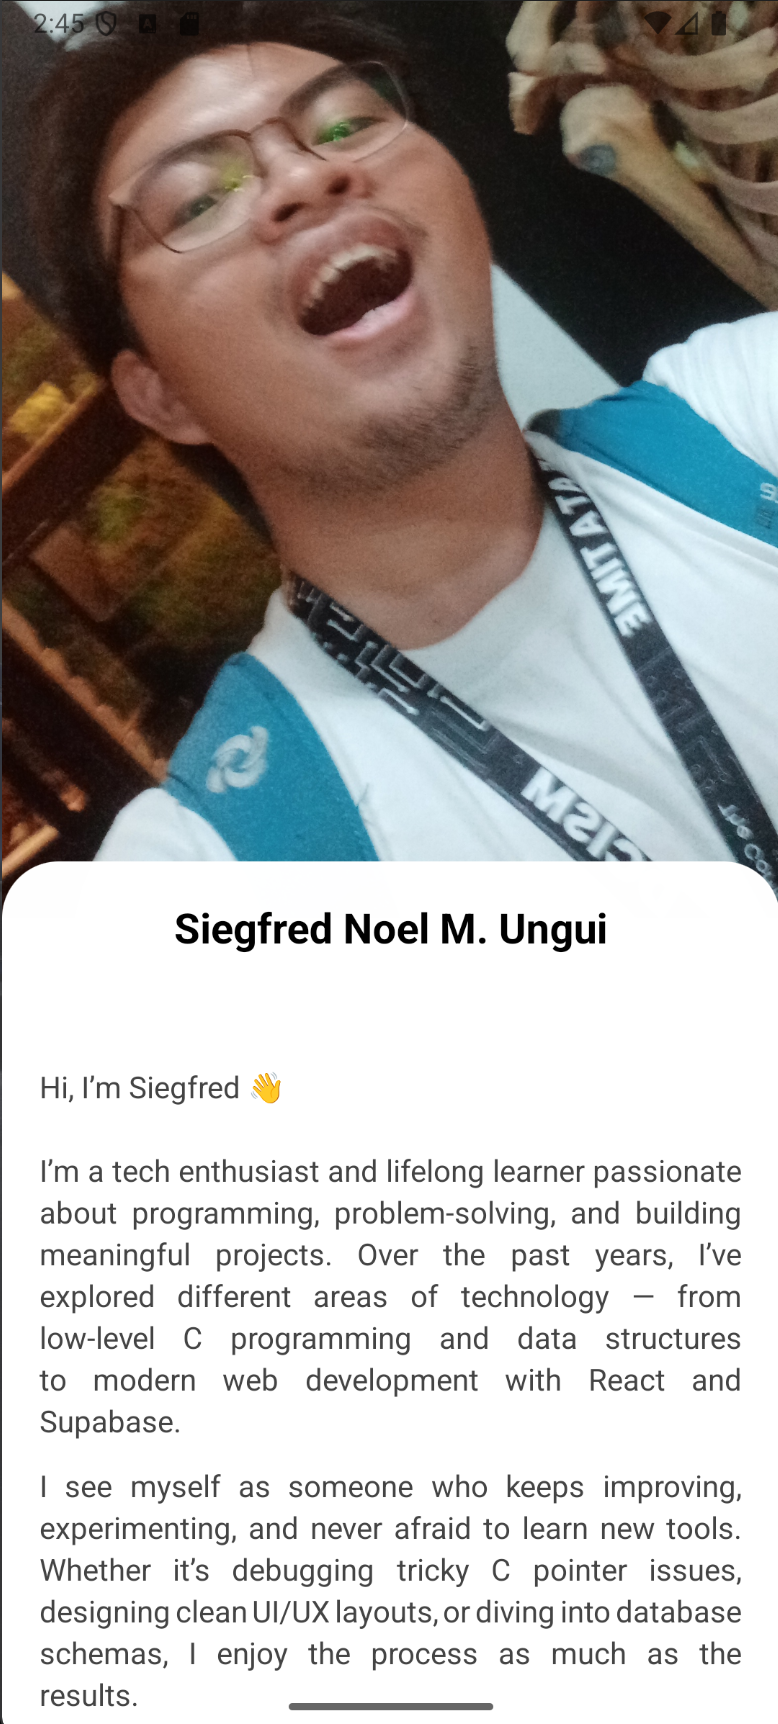 2:45
Siegfred Noel M. Ungui
Hi, I’m Siegfred 👋
I’m a tech enthusiast and lifelong learner passionate
about programming, problem-solving, and building
meaningful projects. Over the past years, I’ve
explored different areas of technology — from
low-level C programming and data structures
to modern web development with React and
Supabase.
I see myself as someone who keeps improving,
experimenting, and never afraid to learn new tools.
Whether it’s debugging tricky C pointer issues,
designing clean UI/UX layouts, or diving into database
schemas, I enjoy the process as much as the
results.